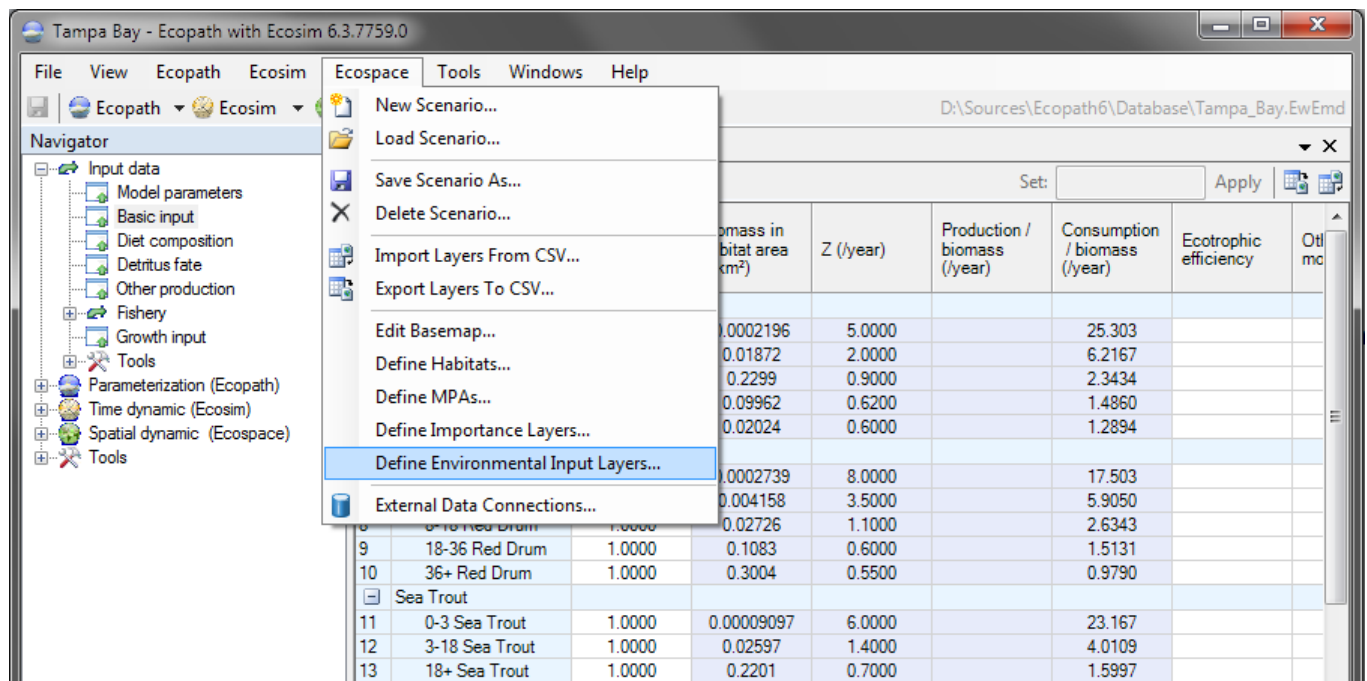 Tampa Bay - Ecopath with Ecosim 6.3.7759.0
File View Ecopath Ecosim Ecospace Tools Windows Help
Ecopath Ecosim D:\Sources\Ecopath6\Database\Tampa_Bay.EwEmd
New Scenario...
Load Scenario...
Save Scenario As...
Delete Scenario...
Import Layers From CSV...
Export Layers To CSV...
Edit Basemap...
Define Habitats...
Define MPAs...
Define Importance Layers...
Define Environmental Input Layers...
External Data Connections...
Navigator
Input data
Model parameters
Basic input
Diet composition
Detritus fate
Other production
Fishery
Growth input
Tools
Parameterization (Ecopath)
Time dynamic (Ecosim)
Spatial dynamic (Ecospace)
Tools
Set: Apply
Z (/year)
Production / biomass (/year)
Consumption / biomass (/year)
Ecotrophic efficiency
0.0002196 5.0000 25.303
0.01872 2.0000 6.2167
0.2299 0.9000 2.3434
0.09962 0.6200 1.4860
0.02024 0.6000 1.2894
0.0002739 8.0000 17.503
0.004158 3.5000 5.9050
0.02726 1.1000 2.6343
9 18-36 Red Drum 1.0000 0.1083 0.6000 1.5131
10 36+ Red Drum 1.0000 0.3004 0.5500 0.9790
Sea Trout
11 0-3 Sea Trout 1.0000 0.00009097 6.0000 23.167
12 3-18 Sea Trout 1.0000 0.02597 1.4000 4.0109
13 18+ Sea Trout 1.0000 0.2201 0.7000 1.5997